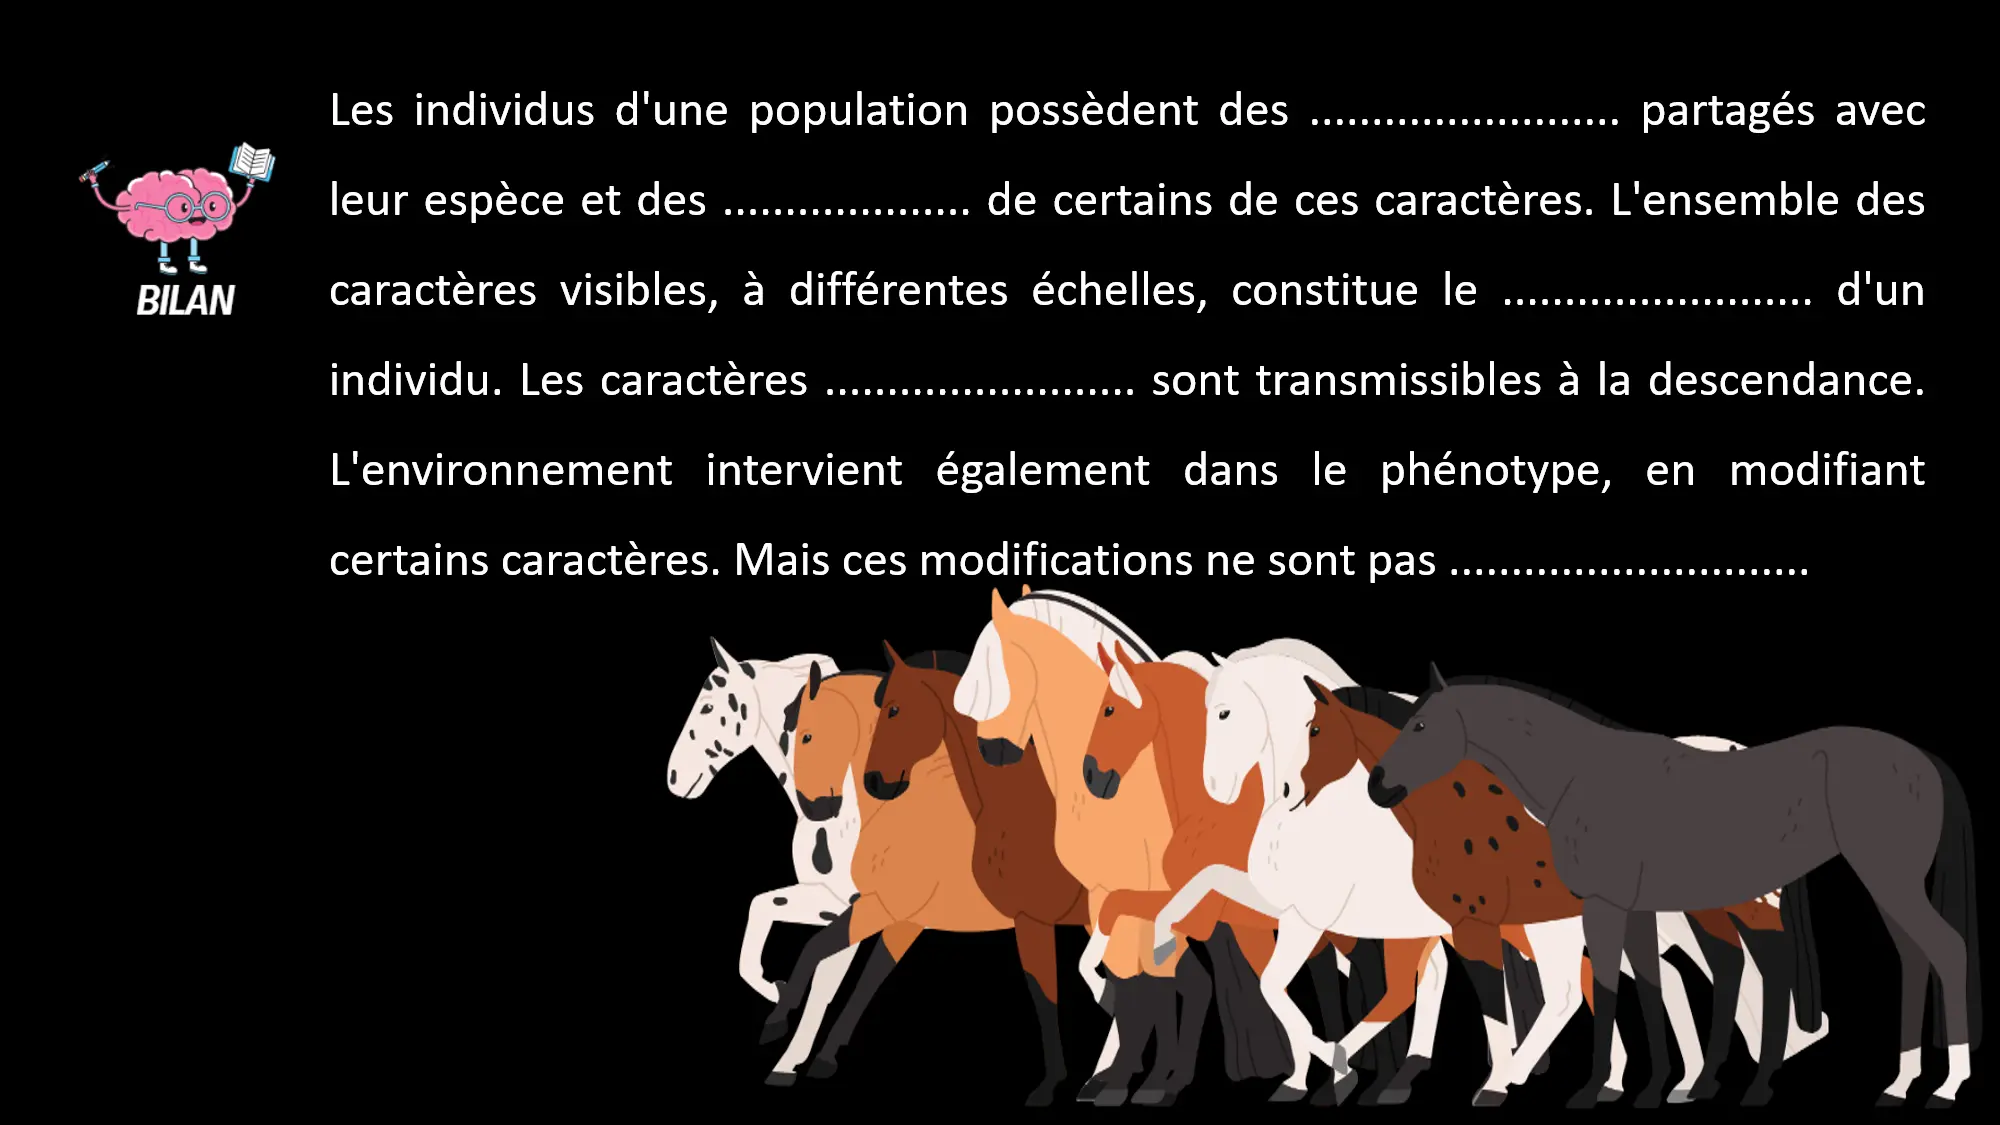 Les individus d'une population possèdent des ......................... partagés avec
leur espèce et des .................... de certains de ces caractères. L'ensemble des
caractères visibles, à différentes échelles, constitue le ......................... d'un
individu. Les caractères ......................... sont transmissibles à la descendance.
L'environnement intervient également dans le phénotype, en modifiant
certains caractères. Mais ces modifications ne sont pas .............................
BILAN